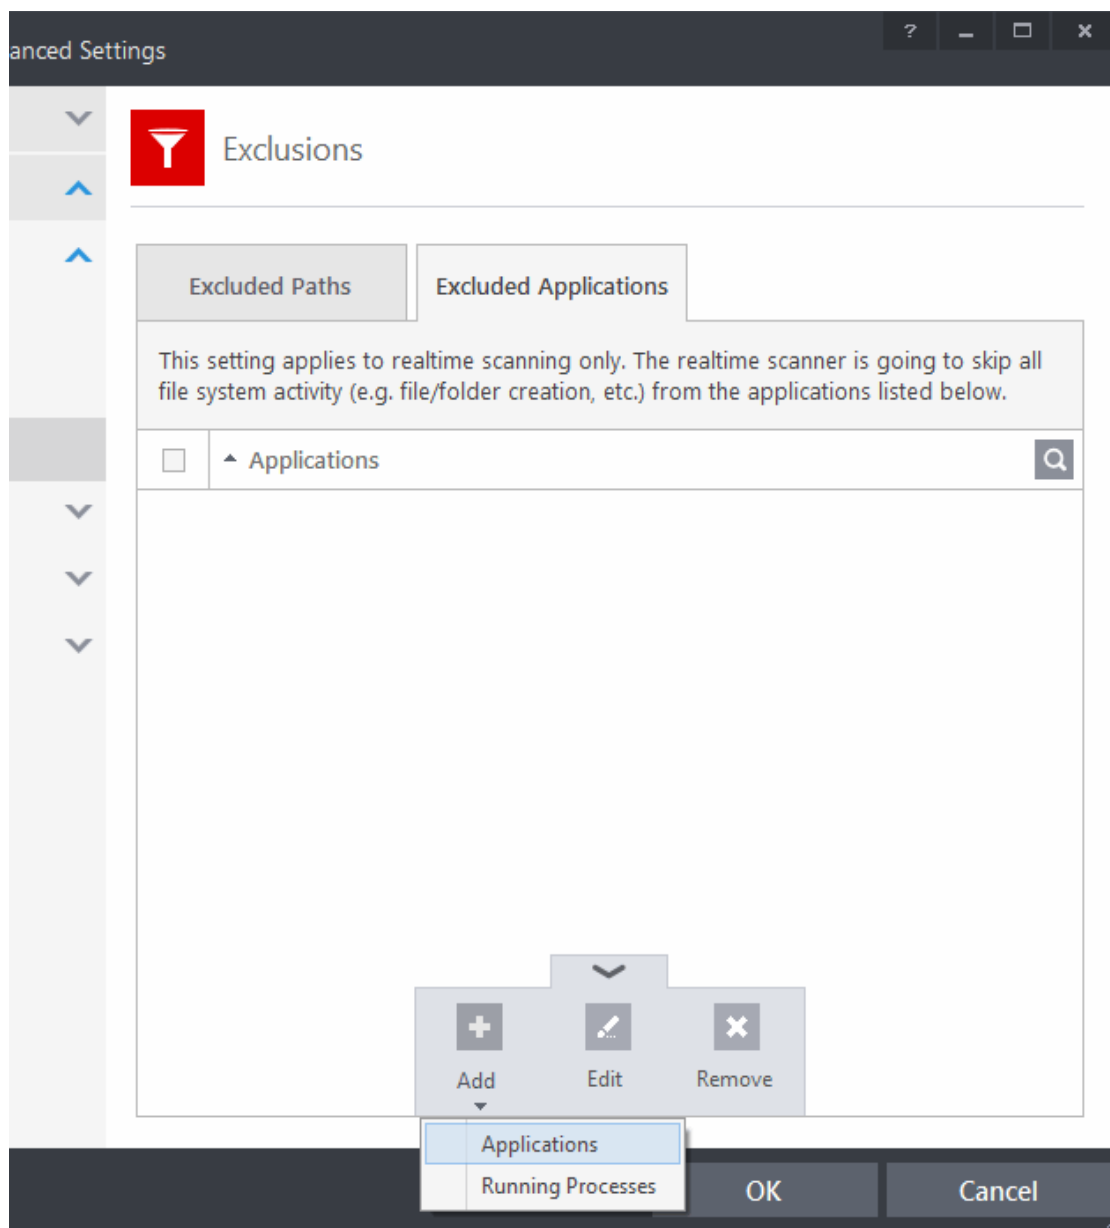 anced Settings
?
Exclusions
Excluded Paths
Excluded Applications
This setting applies to realtime scanning only. The realtime scanner is going to skip all
file system activity (e.g. file/folder creation, etc.) from the applications listed below.
Applications
Add
Edit
Remove
Applications
Running Processes
OK
Cancel